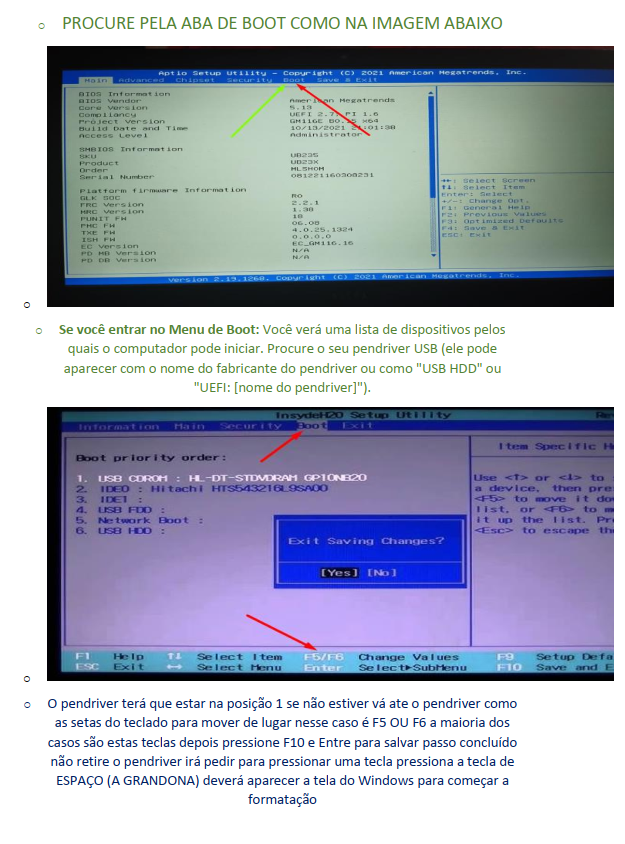 PROCURE PELA ABA DE BOOT COMO NA IMAGEM ABAIXO
Aptio Setup Utility - Copyright (C) 2021 American Megatrends, Inc.
Main Advanced Chipset Security Boot Save & Exit
BIOS Information
BIOS Vendor American Megatrends
Core Version 5.13
Compliancy UEFI 2.7; PI 1.6
Project Version GM11GE x64
Build Date and Time 10/13/2021 21:01:38
Access Level Administrator
SMBIOS Information
SKU UB235
Product UB23X
Order HLSMOM
Serial Number 081221160300231
Platform firmware Information
GLK SOC R0
FRC Version 2.2.1
MRC Version 1.38
PUNIT FW 18
PMC FW 06.08
TXE FW 4.0.25.1324
ISH FW 0.0.0.0
EC Version EC_GM116.16
PD MB Version N/A
PD DB Version N/A
: Select Screen
: Select Item
Enter: Select
+/-: Change Opt.
F1: General Help
F2: Previous Values
F3: Optimized Defaults
F4: Save & Exit
ESC: Exit
Version 2.19.1268. Copyright (C) 2021 American Megatrends, Inc.
Se você entrar no Menu de Boot: Você verá uma lista de dispositivos pelos
quais o computador pode iniciar. Procure o seu pendriver USB (ele pode
aparecer com o nome do fabricante do pendriver ou como "USB HDD" ou
"UEFI: [nome do pendriver]").
InsydeH2O Setup Utility
Information Main Security Boot Exit
Boot priority order:
1. USB CDROM : HL-DT-STDVDRAM GP10NB20
2. IDE0 : Hitachi HTS543216L9SA00
3. IDE1 :
4. USB FDD :
5. Network Boot :
6. USB HDD :
Item Specific H
Use <↑> or <↓> to
a device, then pre
<F5> to move it do
list, or <F6> to m
it up the list. Pr
<Esc> to escape th
Exit Saving Changes?
[Yes] [No]
F1 Help ↑↓ Select Item F5/F6 Change Values F9 Setup Defa
ESC Exit ↔ Select Menu Enter Select▶SubMenu F10 Save and E
O pendriver terá que estar na posição 1 se não estiver vá ate o pendriver como
as setas do teclado para mover de lugar nesse caso é F5 OU F6 a maioria dos
casos são estas teclas depois pressione F10 e Entre para salvar passo concluído
não retire o pendriver irá pedir para pressionar uma tecla pressiona a tecla de
ESPAÇO (A GRANDONA) deverá aparecer a tela do Windows para começar a
formatação